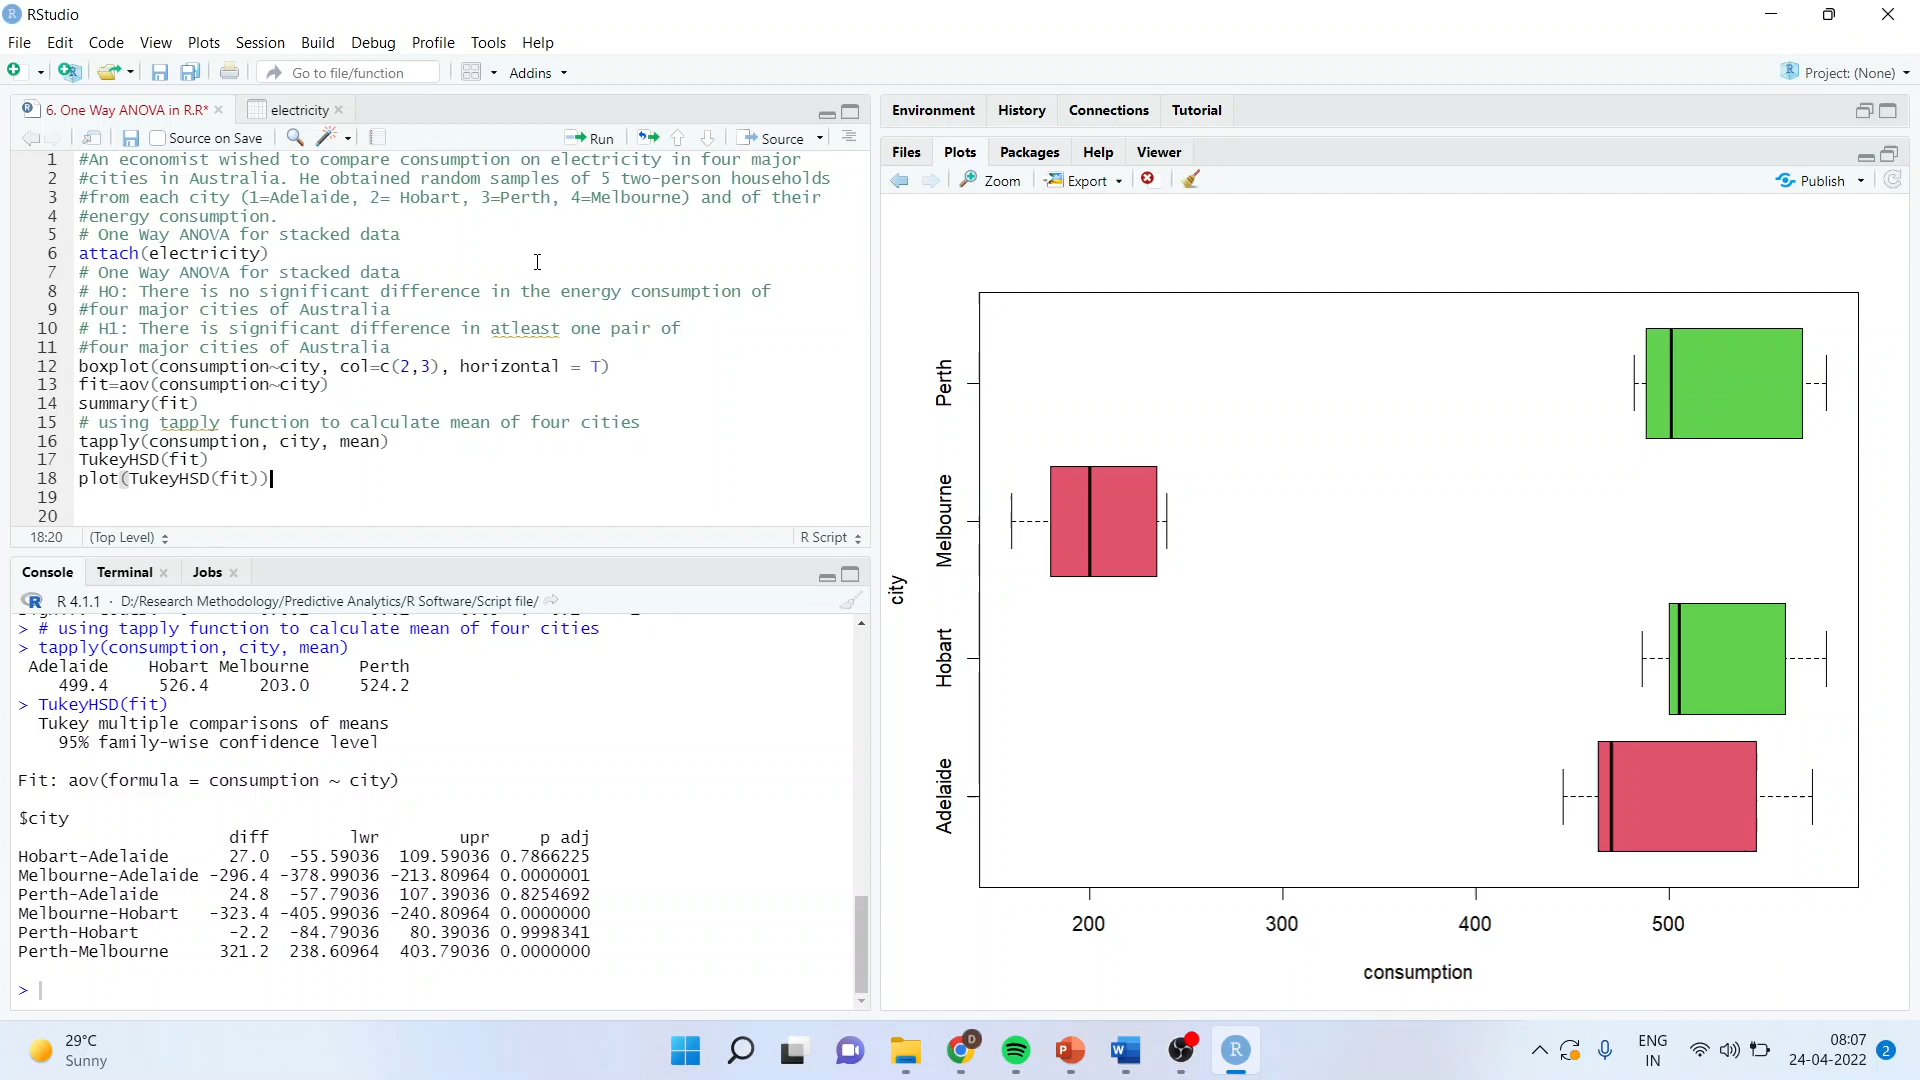 RStudio
File Edit Code View Plots Session Build Debug Profile Tools Help
Go to file/function Addins Project: (None)
6. One Way ANOVA in R.R* electricity
Source on Save Run Source
1 #An economist wished to compare consumption on electricity in four major
2 #cities in Australia. He obtained random samples of 5 two-person households
3 #from each city (1=Adelaide, 2= Hobart, 3=Perth, 4=Melbourne) and of their
4 #energy consumption.
5 # One Way ANOVA for stacked data
6 attach(electricity)
7 # One Way ANOVA for stacked data
8 # HO: There is no significant difference in the energy consumption of
9 #four major cities of Australia
10 # H1: There is significant difference in atleast one pair of
11 #four major cities of Australia
12 boxplot(consumption~city, col=c(2,3), horizontal = T)
13 fit=aov(consumption~city)
14 summary(fit)
15 # using tapply function to calculate mean of four cities
16 tapply(consumption, city, mean)
17 TukeyHSD(fit)
18 plot(TukeyHSD(fit))
19
20
18:20 (Top Level) R Script
Console Terminal Jobs
R 4.1.1 · D:/Research Methodology/Predictive Analytics/R Software/Script file/
> # using tapply function to calculate mean of four cities
> tapply(consumption, city, mean)
Adelaide Hobart Melbourne Perth
499.4 526.4 203.0 524.2
> TukeyHSD(fit)
Tukey multiple comparisons of means
95% family-wise confidence level
Fit: aov(formula = consumption ~ city)
$city
diff lwr upr p adj
Hobart-Adelaide 27.0 -55.59036 109.59036 0.7866225
Melbourne-Adelaide -296.4 -378.99036 -213.80964 0.0000001
Perth-Adelaide 24.8 -57.79036 107.39036 0.8254692
Melbourne-Hobart -323.4 -405.99036 -240.80964 0.0000000
Perth-Hobart -2.2 -84.79036 80.39036 0.9998341
Perth-Melbourne 321.2 238.60964 403.79036 0.0000000
>
Environment History Connections Tutorial
Files Plots Packages Help Viewer
Zoom Export Publish
Perth
Melbourne
Hobart
Adelaide
city
200 300 400 500
consumption
29°C
Sunny
ENG
IN
08:07
24-04-2022
2